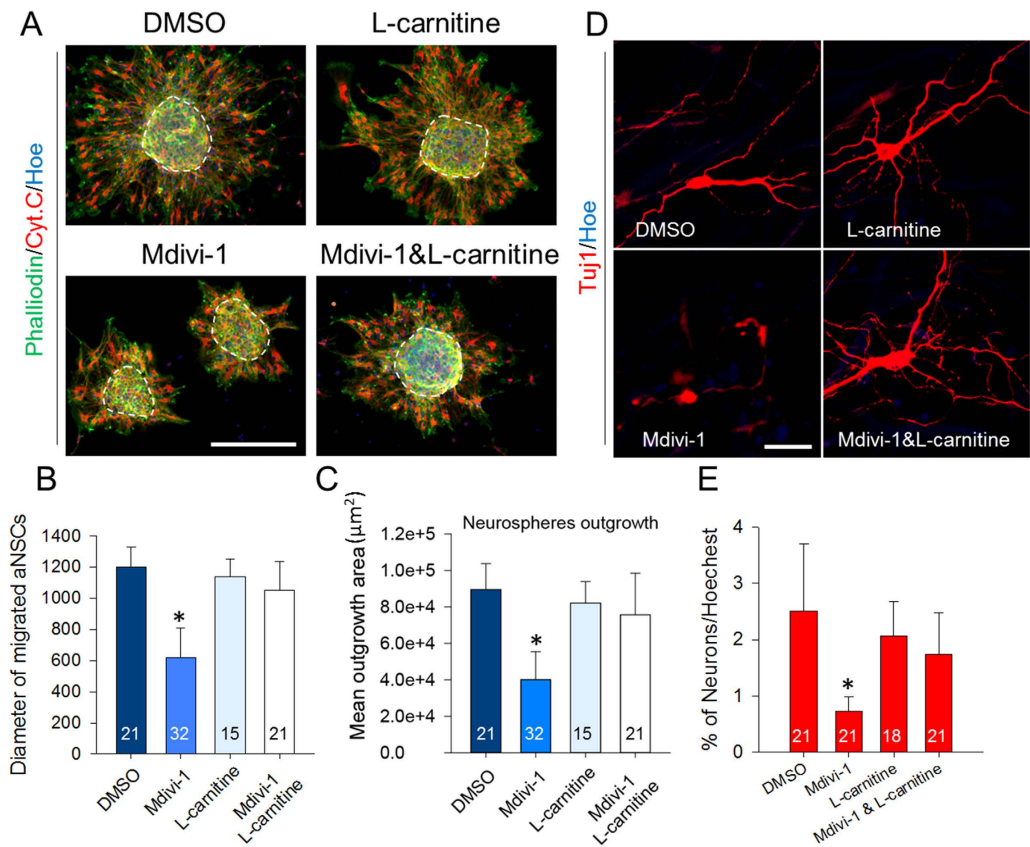 A
DMSO
L-carnitine
Mdivi-1
Mdivi-1&L-carnitine
Phalliodin/Cyt.C/Hoe
D
DMSO
L-carnitine
Mdivi-1
Mdivi-1&L-carnitine
Tuj1/Hoe
B
Diameter of migrated aNSCs
1400
1200
1000
800
600
400
200
0
*
21
32
15
21
DMSO
Mdivi-1
L-carnitine
Mdivi-1
L-carnitine
C
Neurospheres outgrowth
Mean outgrowth area(μm²)
1.2e+5
1.0e+5
8.0e+4
6.0e+4
4.0e+4
2.0e+4
0.0
*
21
32
15
21
DMSO
Mdivi-1
L-carnitine
Mdivi-1
L-carnitine
E
% of Neurons/Hoechest
4
3
2
1
0
*
21
21
18
21
DMSO
Mdivi-1
L-carnitine
Mdivi-1 & L-carnitine